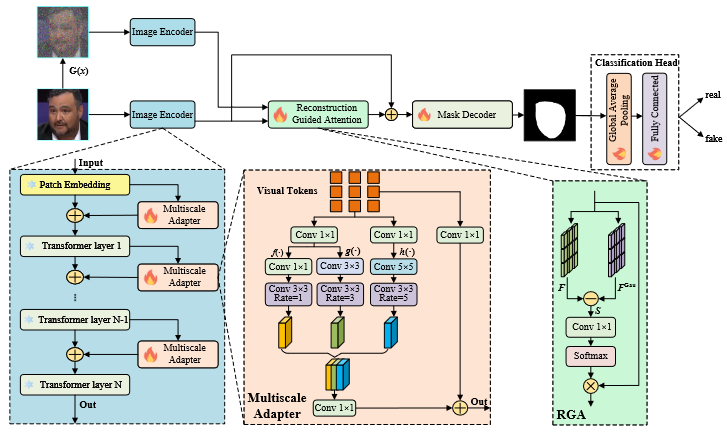 Image Encoder
G(x)
Image Encoder
Reconstruction
Guided Attention
Mask Decoder
Classification Head
Global Average
Pooling
Fully Connected
real
fake
Input
Patch Embedding
Multiscale
Adapter
Transformer layer 1
Multiscale
Adapter
...
Transformer layer N-1
Multiscale
Adapter
Transformer layer N
Out
Visual Tokens
Conv 1×1
Conv 1×1
Conv 1×1
f(·)
g(·)
h(·)
Conv 1×1
Conv 3×3
Conv 5×5
Conv 3×3
Rate=1
Conv 3×3
Rate=3
Conv 3×3
Rate=5
Multiscale
Adapter
Conv 1×1
Out
F
F^Gau
S
Conv 1×1
Softmax
RGA